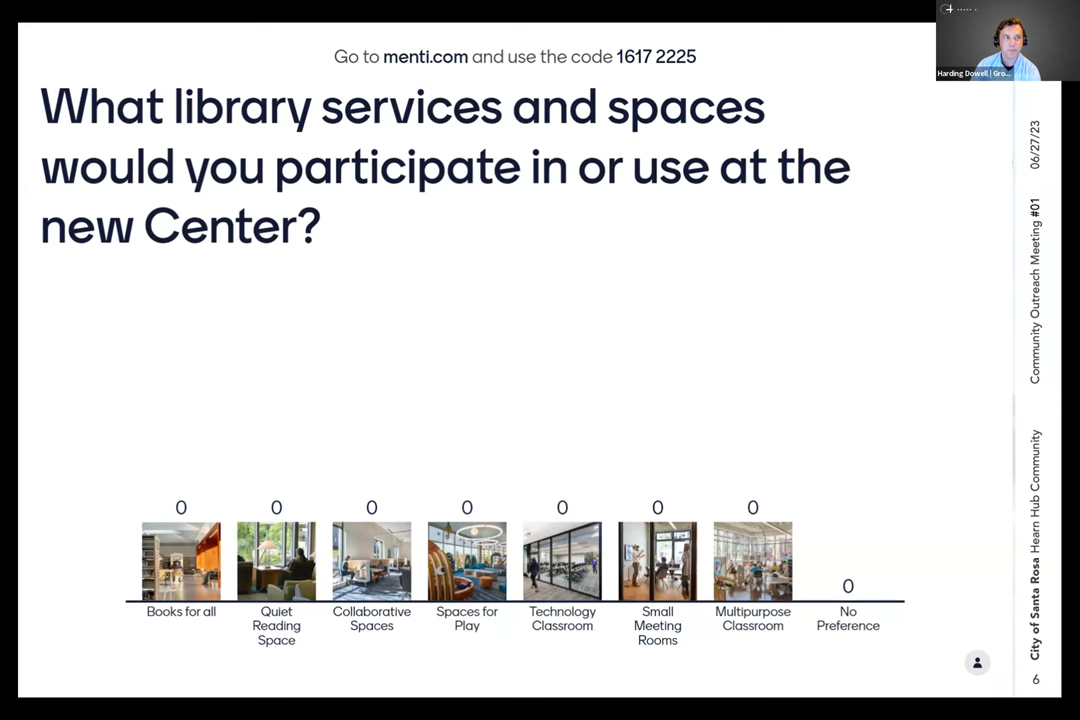 Go to menti.com and use the code 1617 2225
What library services and spaces
would you participate in or use at the
new Center?
0
0
0
0
0
0
0
0
Books for all
Quiet
Reading
Space
Collaborative
Spaces
Spaces for
Play
Technology
Classroom
Small
Meeting
Rooms
Multipurpose
Classroom
No
Preference
Harding Dowell | Gro...
06/27/23
Community Outreach Meeting #01
City of Santa Rosa Hearn Hub Community
6